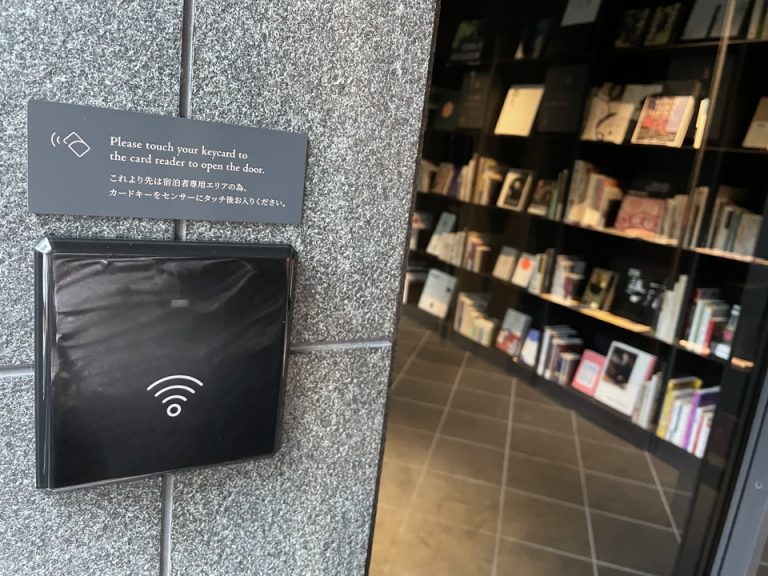 Please touch your keycard to
the card reader to open the door.
これより先は宿泊者専用エリアの為、
カードキーをセンサーにタッチ後お入りください。